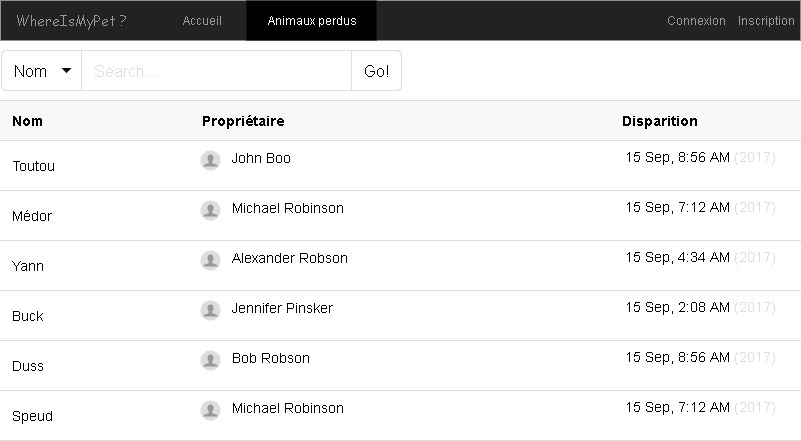 WhereIsMyPet ? Accueil Animaux perdus Connexion Inscription
Nom Search... Go!
Nom Propriétaire Disparition
Toutou John Boo 15 Sep, 8:56 AM (2017)
Médor Michael Robinson 15 Sep, 7:12 AM (2017)
Yann Alexander Robson 15 Sep, 4:34 AM (2017)
Buck Jennifer Pinsker 15 Sep, 2:08 AM (2017)
Duss Bob Robson 15 Sep, 8:56 AM (2017)
Speud Michael Robinson 15 Sep, 7:12 AM (2017)